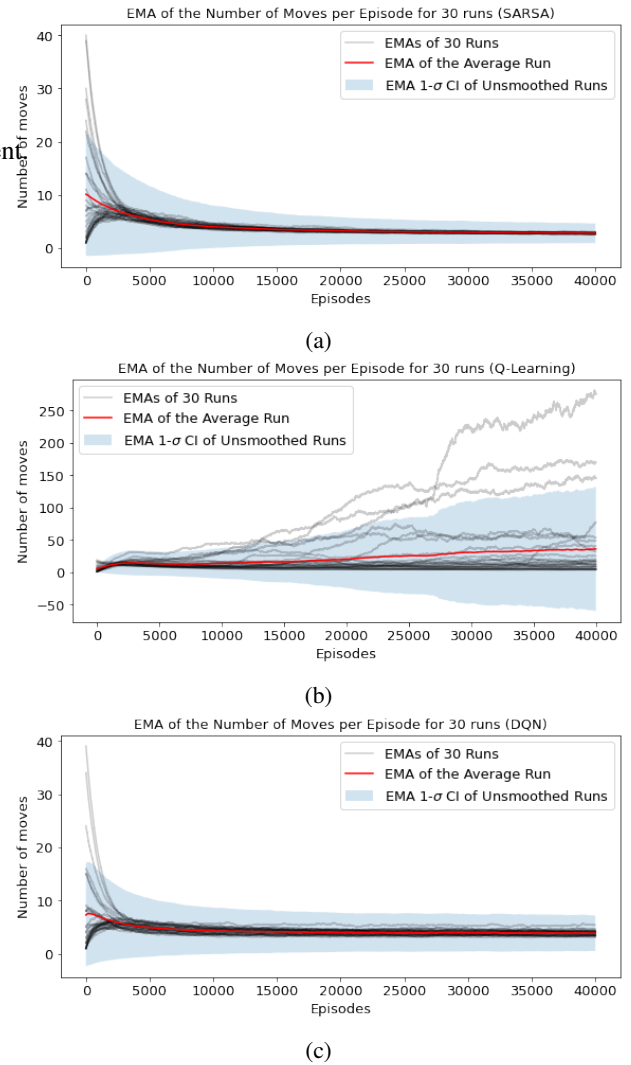 EMA of the Number of Moves per Episode for 30 runs (SARSA)
40
30
20
10
0
Number of moves
EMAs of 30 Runs
EMA of the Average Run
EMA 1-σ CI of Unsmoothed Runs
0 5000 10000 15000 20000 25000 30000 35000 40000
Episodes
(a)
EMA of the Number of Moves per Episode for 30 runs (Q-Learning)
250
200
150
100
50
0
−50
Number of moves
EMAs of 30 Runs
EMA of the Average Run
EMA 1-σ CI of Unsmoothed Runs
0 5000 10000 15000 20000 25000 30000 35000 40000
Episodes
(b)
EMA of the Number of Moves per Episode for 30 runs (DQN)
40
30
20
10
0
Number of moves
EMAs of 30 Runs
EMA of the Average Run
EMA 1-σ CI of Unsmoothed Runs
0 5000 10000 15000 20000 25000 30000 35000 40000
Episodes
(c)